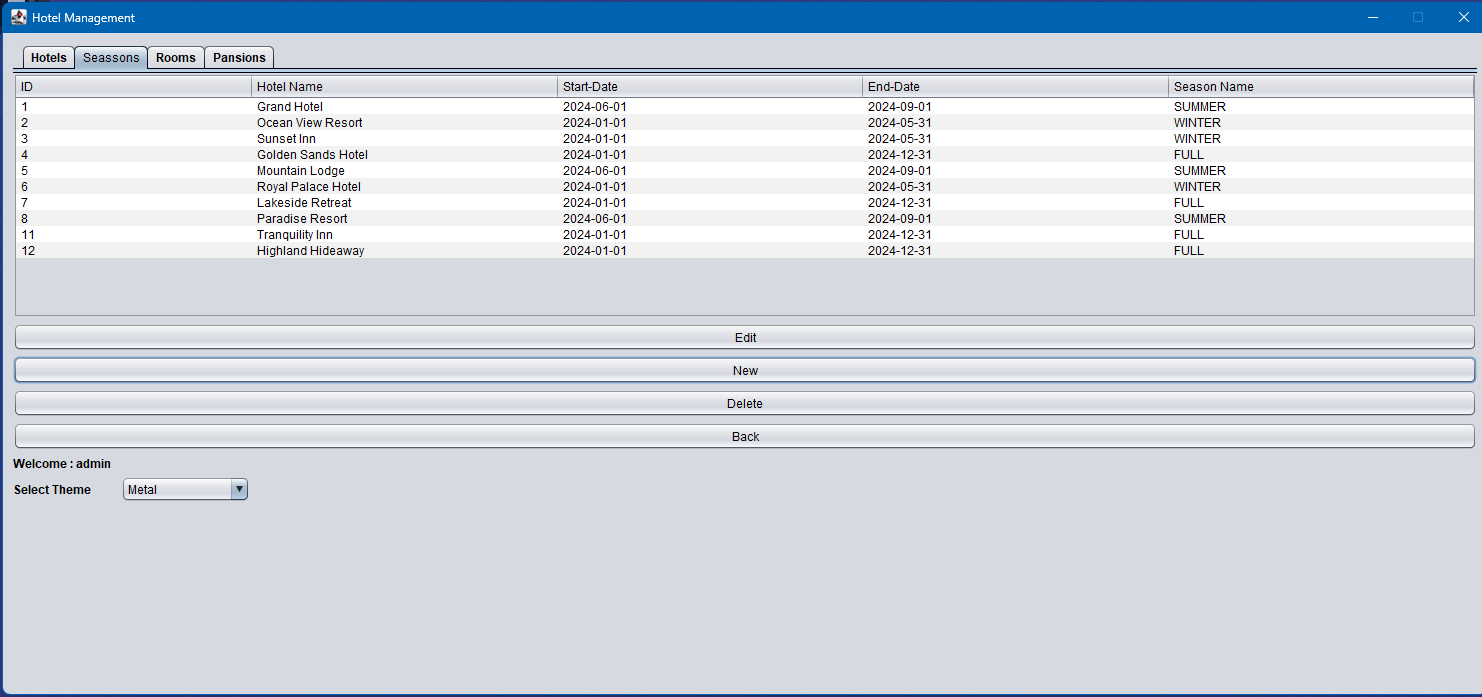 Hotel Management
Hotels Seassons Rooms Pansions
ID Hotel Name Start-Date End-Date Season Name
1 Grand Hotel 2024-06-01 2024-09-01 SUMMER
2 Ocean View Resort 2024-01-01 2024-05-31 WINTER
3 Sunset Inn 2024-01-01 2024-05-31 WINTER
4 Golden Sands Hotel 2024-01-01 2024-12-31 FULL
5 Mountain Lodge 2024-06-01 2024-09-01 SUMMER
6 Royal Palace Hotel 2024-01-01 2024-05-31 WINTER
7 Lakeside Retreat 2024-01-01 2024-12-31 FULL
8 Paradise Resort 2024-06-01 2024-09-01 SUMMER
11 Tranquility Inn 2024-01-01 2024-12-31 FULL
12 Highland Hideaway 2024-01-01 2024-12-31 FULL
Edit
New
Delete
Back
Welcome : admin
Select Theme Metal